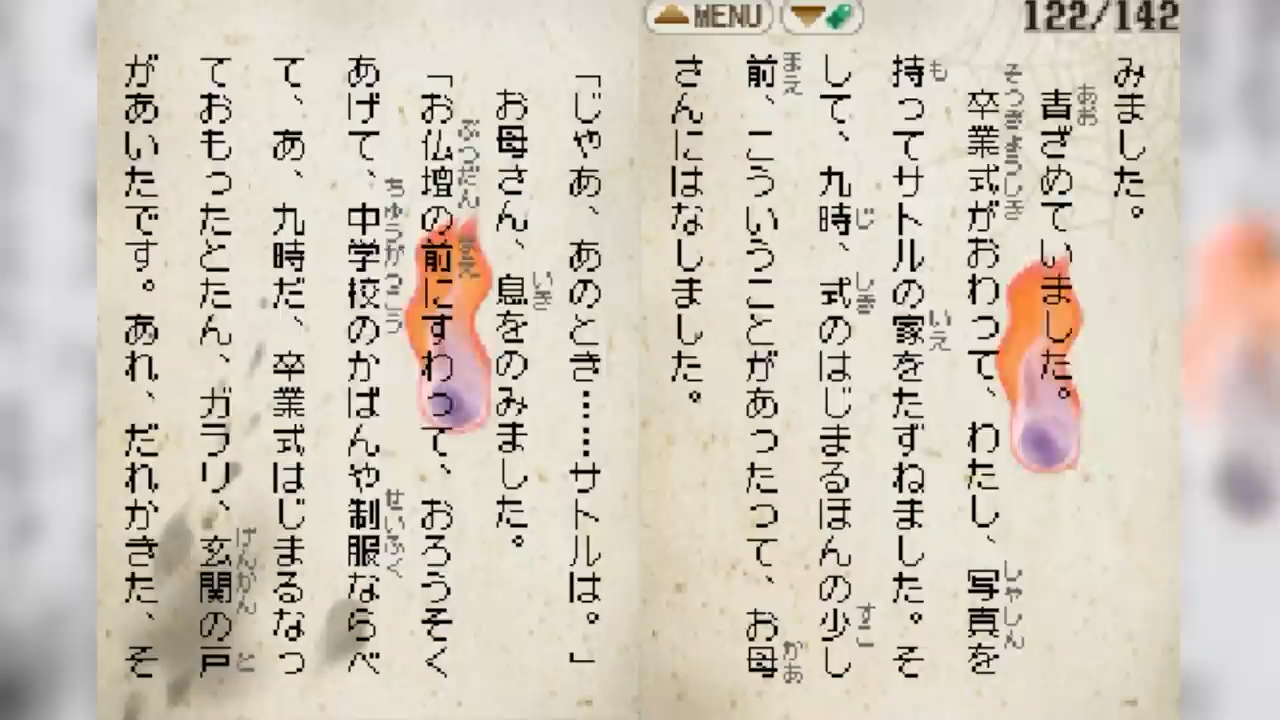 MENU
122/142
みました。
青ざめていました。
卒業式がおわって、わたし、写真を
持ってサトルの家をたずねました。そ
して、九時、式のはじまるほんの少し
前、こういうことがあったって、お母
さんにはなしました。
「じゃあ、あのとき……サトルは。」
お母さん、息をのみました。
「お仏壇の前にすわって、おろうそく
あげて、中学校のかばんや制服ならべ
て、あ、九時だ、卒業式はじまるなっ
ておもったとたん、ガラリ、玄関の戸
があいたです。あれ、だれかきた、そ